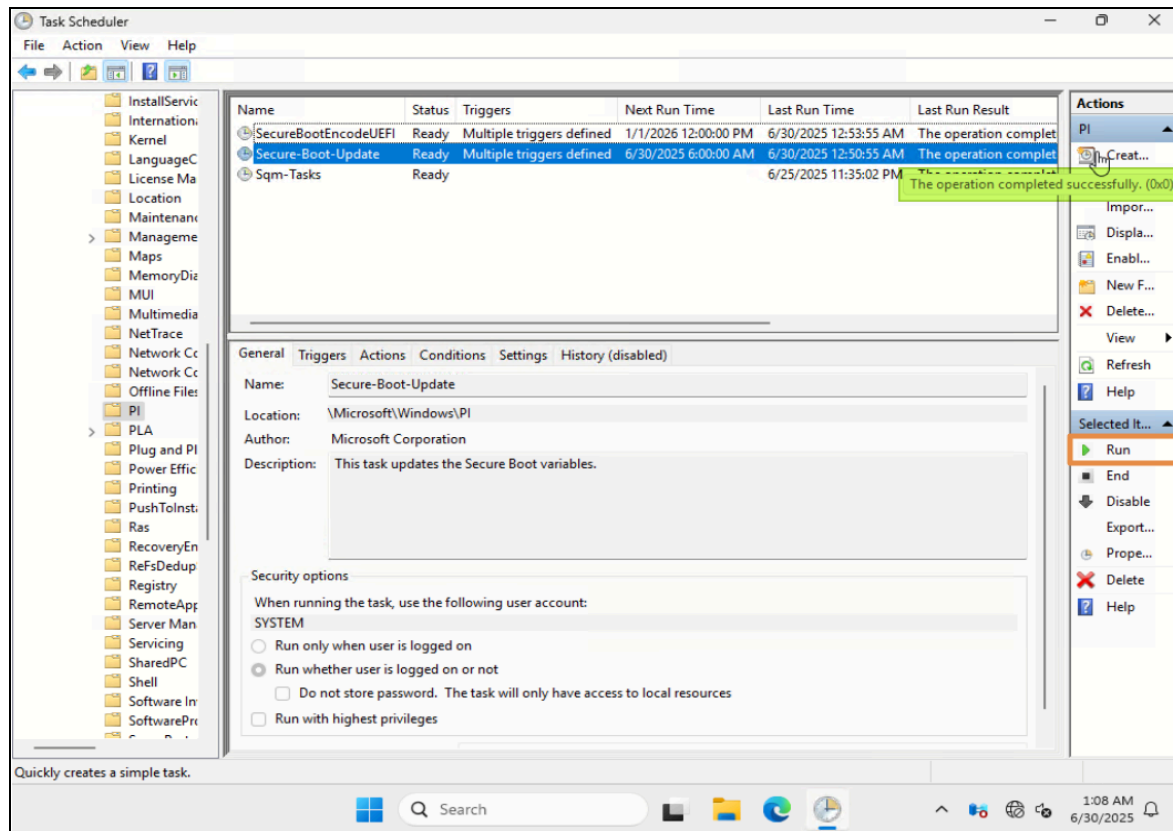 Task Scheduler
File Action View Help
InstallServic
Internationa
Kernel
LanguageC
License Ma
Location
Maintenanc
Manageme
Maps
MemoryDia
MUI
Multimedia
NetTrace
Network Co
Network Co
Offline Files
PI
PLA
Plug and Pl
Power Effic
Printing
PushToInsta
Ras
RecoveryEn
ReFsDedup
Registry
RemoteApp
Server Man
Servicing
SharedPC
Shell
Software In
SoftwarePro
Name Status Triggers Next Run Time Last Run Time Last Run Result
SecureBootEncodeUEFI Ready Multiple triggers defined 1/1/2026 12:00:00 PM 6/30/2025 12:53:55 AM The operation complet
Secure-Boot-Update Ready Multiple triggers defined 6/30/2025 6:00:00 AM 6/30/2025 12:50:55 AM The operation complet
Sqm-Tasks Ready 6/25/2025 11:35:02 PM
The operation completed successfully. (0x0)
General Triggers Actions Conditions Settings History (disabled)
Name: Secure-Boot-Update
Location: \Microsoft\Windows\PI
Author: Microsoft Corporation
Description: This task updates the Secure Boot variables.
Security options
When running the task, use the following user account:
SYSTEM
Run only when user is logged on
Run whether user is logged on or not
Do not store password. The task will only have access to local resources
Run with highest privileges
Actions
PI
Creat...
Impor...
Displa...
Enabl...
New F...
Delete...
View
Refresh
Help
Selected It...
Run
End
Disable
Export...
Prope...
Delete
Help
Quickly creates a simple task.
Search
1:08 AM
6/30/2025